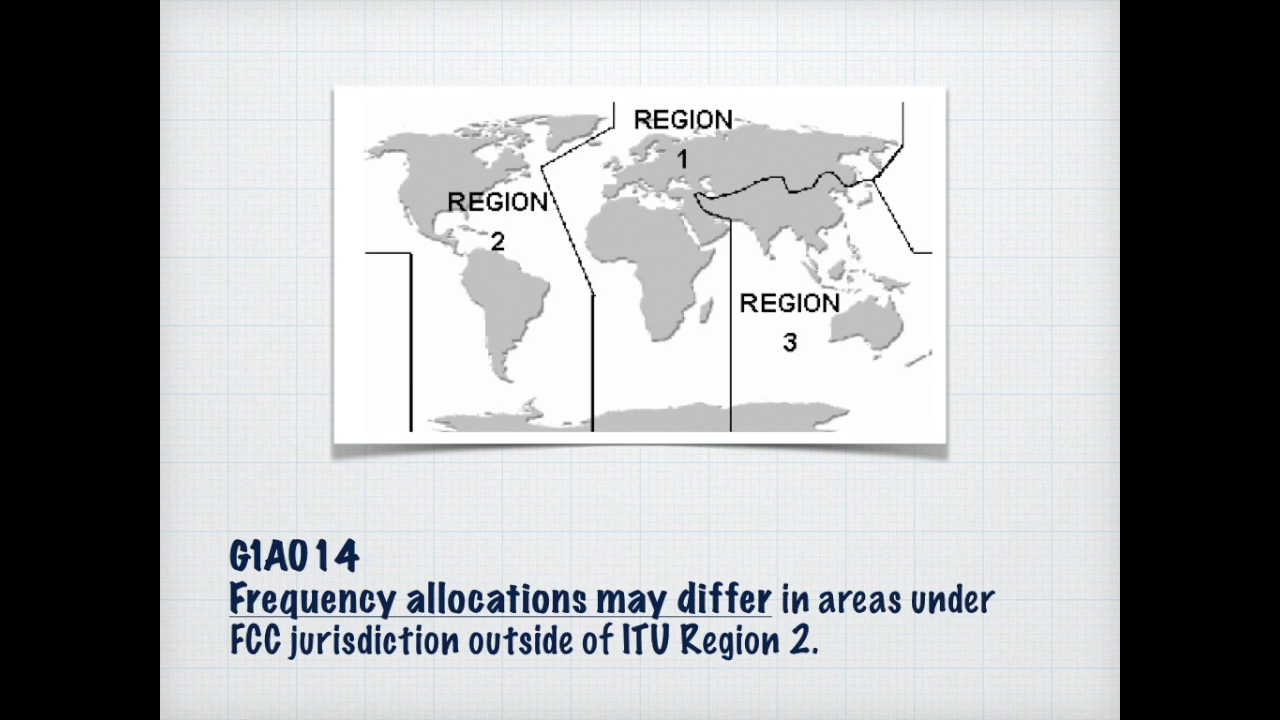 REGION
1
REGION
2
REGION
3
G1A014
Frequency allocations may differ in areas under
FCC jurisdiction outside of ITU Region 2.